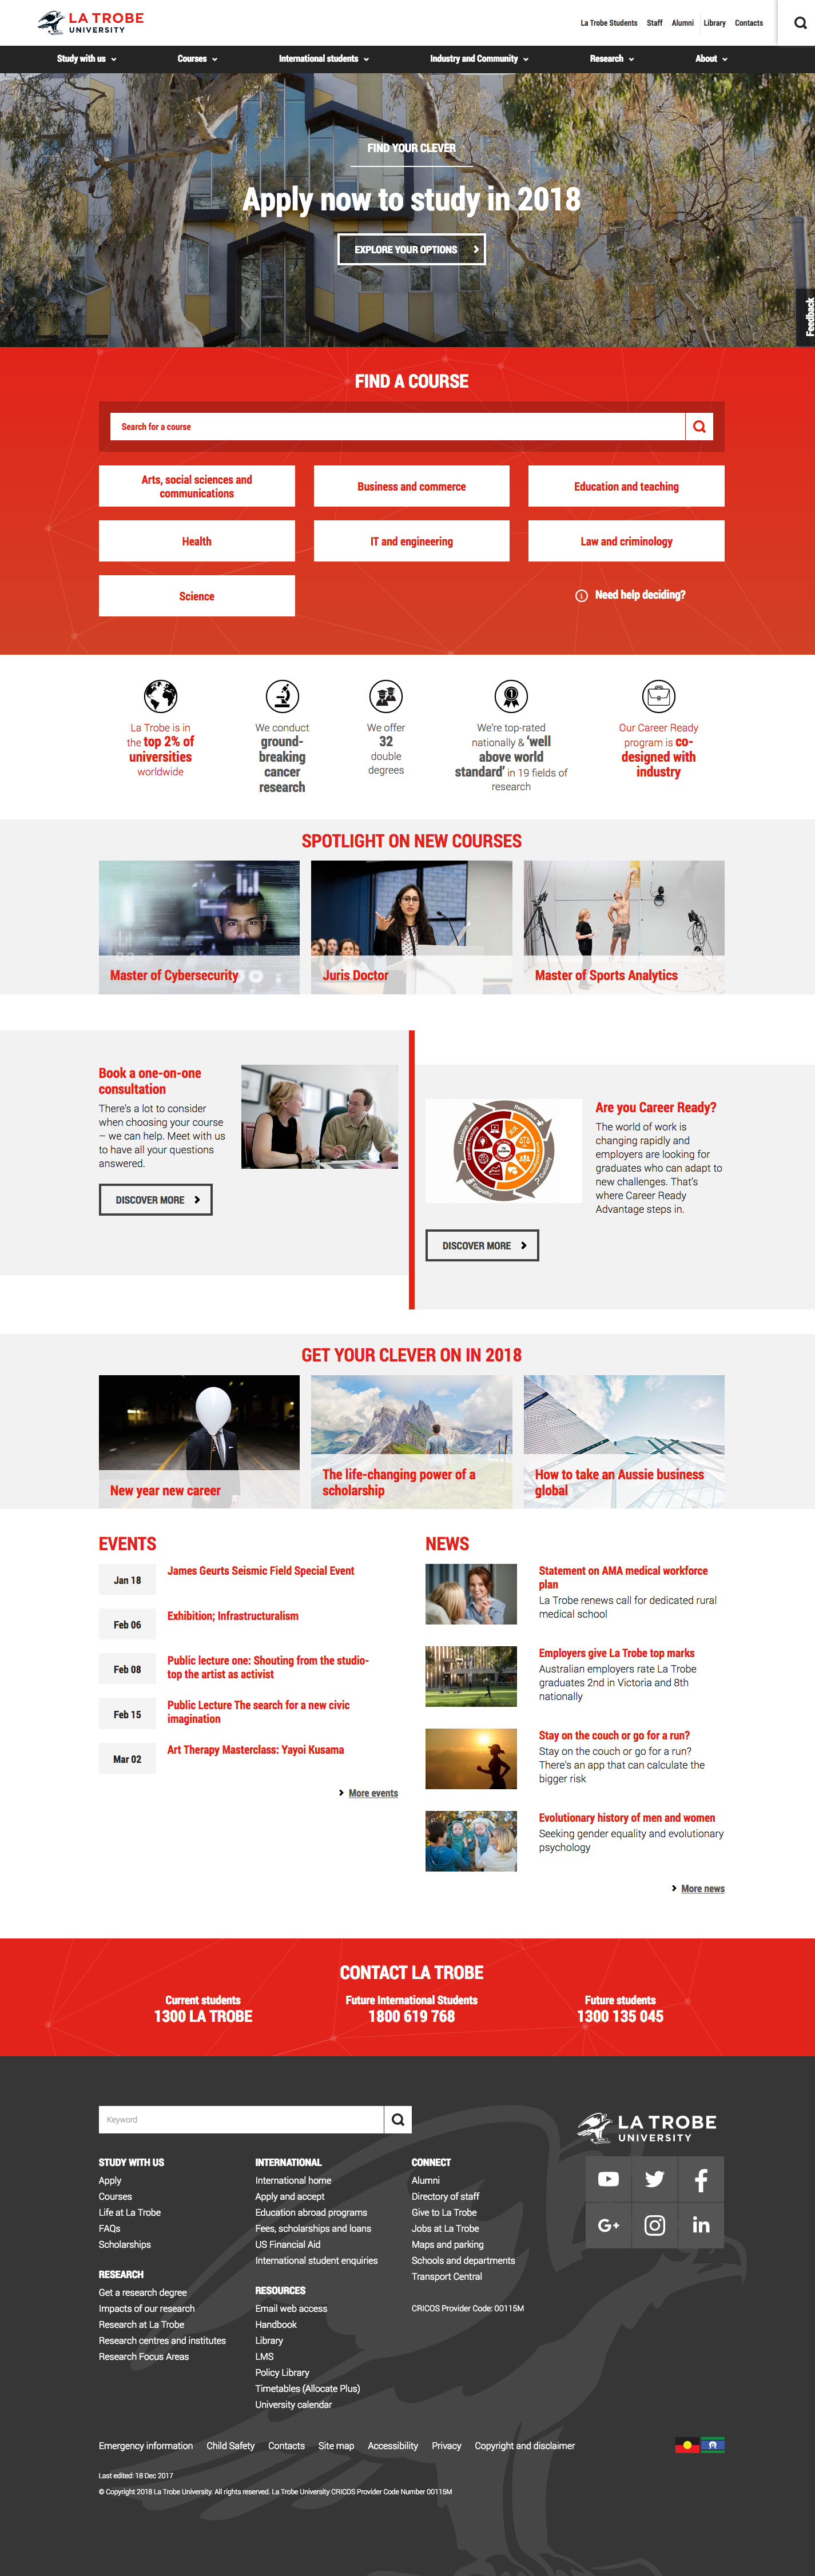 LA TROBE
UNIVERSITY
La Trobe Students Staff Alumni Library Contacts
Study with us Courses International students Industry and Community Research About
FIND YOUR CLEVER
Apply now to study in 2018
EXPLORE YOUR OPTIONS
Feedback
FIND A COURSE
Search for a course
Arts, social sciences and
communications
Business and commerce
Education and teaching
Health
IT and engineering
Law and criminology
Science
Need help deciding?
La Trobe is in
the top 2% of
universities
worldwide
We conduct
ground-
breaking
cancer
research
We offer
32
double
degrees
1
We're top-rated
nationally & 'well
above world
standard' in 19 fields of
research
Our Career Ready
program is co-
designed with
industry
SPOTLIGHT ON NEW COURSES
Master of Cybersecurity
Juris Doctor
Master of Sports Analytics
Book a one-on-one
consultation
There's a lot to consider
when choosing your course
– we can help. Meet with us
to have all your questions
answered.
DISCOVER MORE
Resilience
Curiosity
Empathy
Are you Career Ready?
The world of work is
changing rapidly and
employers are looking for
graduates who can adapt to
new challenges. That's
where Career Ready
Advantage steps in.
DISCOVER MORE
GET YOUR CLEVER ON IN 2018
New year new career
The life-changing power of a
scholarship
How to take an Aussie business
global
EVENTS
Jan 18
James Geurts Seismic Field Special Event
Feb 06
Exhibition; Infrastructuralism
Feb 08
Public lecture one: Shouting from the studio-
top the artist as activist
Feb 15
Public Lecture The search for a new civic
imagination
Mar 02
Art Therapy Masterclass: Yayoi Kusama
More events
NEWS
Statement on AMA medical workforce
plan
La Trobe renews call for dedicated rural
medical school
Employers give La Trobe top marks
Australian employers rate La Trobe
graduates 2nd in Victoria and 8th
nationally
Stay on the couch or go for a run?
Stay on the couch or go for a run?
There's an app that can calculate the
bigger risk
Evolutionary history of men and women
Seeking gender equality and evolutionary
psychology
More news
CONTACT LA TROBE
Current students
1300 LA TROBE
Future International Students
1800 619 768
Future students
1300 135 045
Keyword
LA TROBE
UNIVERSITY
STUDY WITH US
Apply
Courses
Life at La Trobe
FAQs
Scholarships
RESEARCH
Get a research degree
Impacts of our research
Research at La Trobe
Research centres and institutes
Research Focus Areas
INTERNATIONAL
International home
Apply and accept
Education abroad programs
Fees, scholarships and loans
US Financial Aid
International student enquiries
RESOURCES
Email web access
Handbook
Library
LMS
Policy Library
Timetables (Allocate Plus)
University calendar
CONNECT
Alumni
Directory of staff
Give to La Trobe
Jobs at La Trobe
Maps and parking
Schools and departments
Transport Central
CRICOS Provider Code: 00115M
G+
in
Emergency information Child Safety Contacts Site map Accessibility Privacy Copyright and disclaimer
Last edited: 18 Dec 2017
© Copyright 2018 La Trobe University. All rights reserved. La Trobe University CRICOS Provider Code Number 00115M